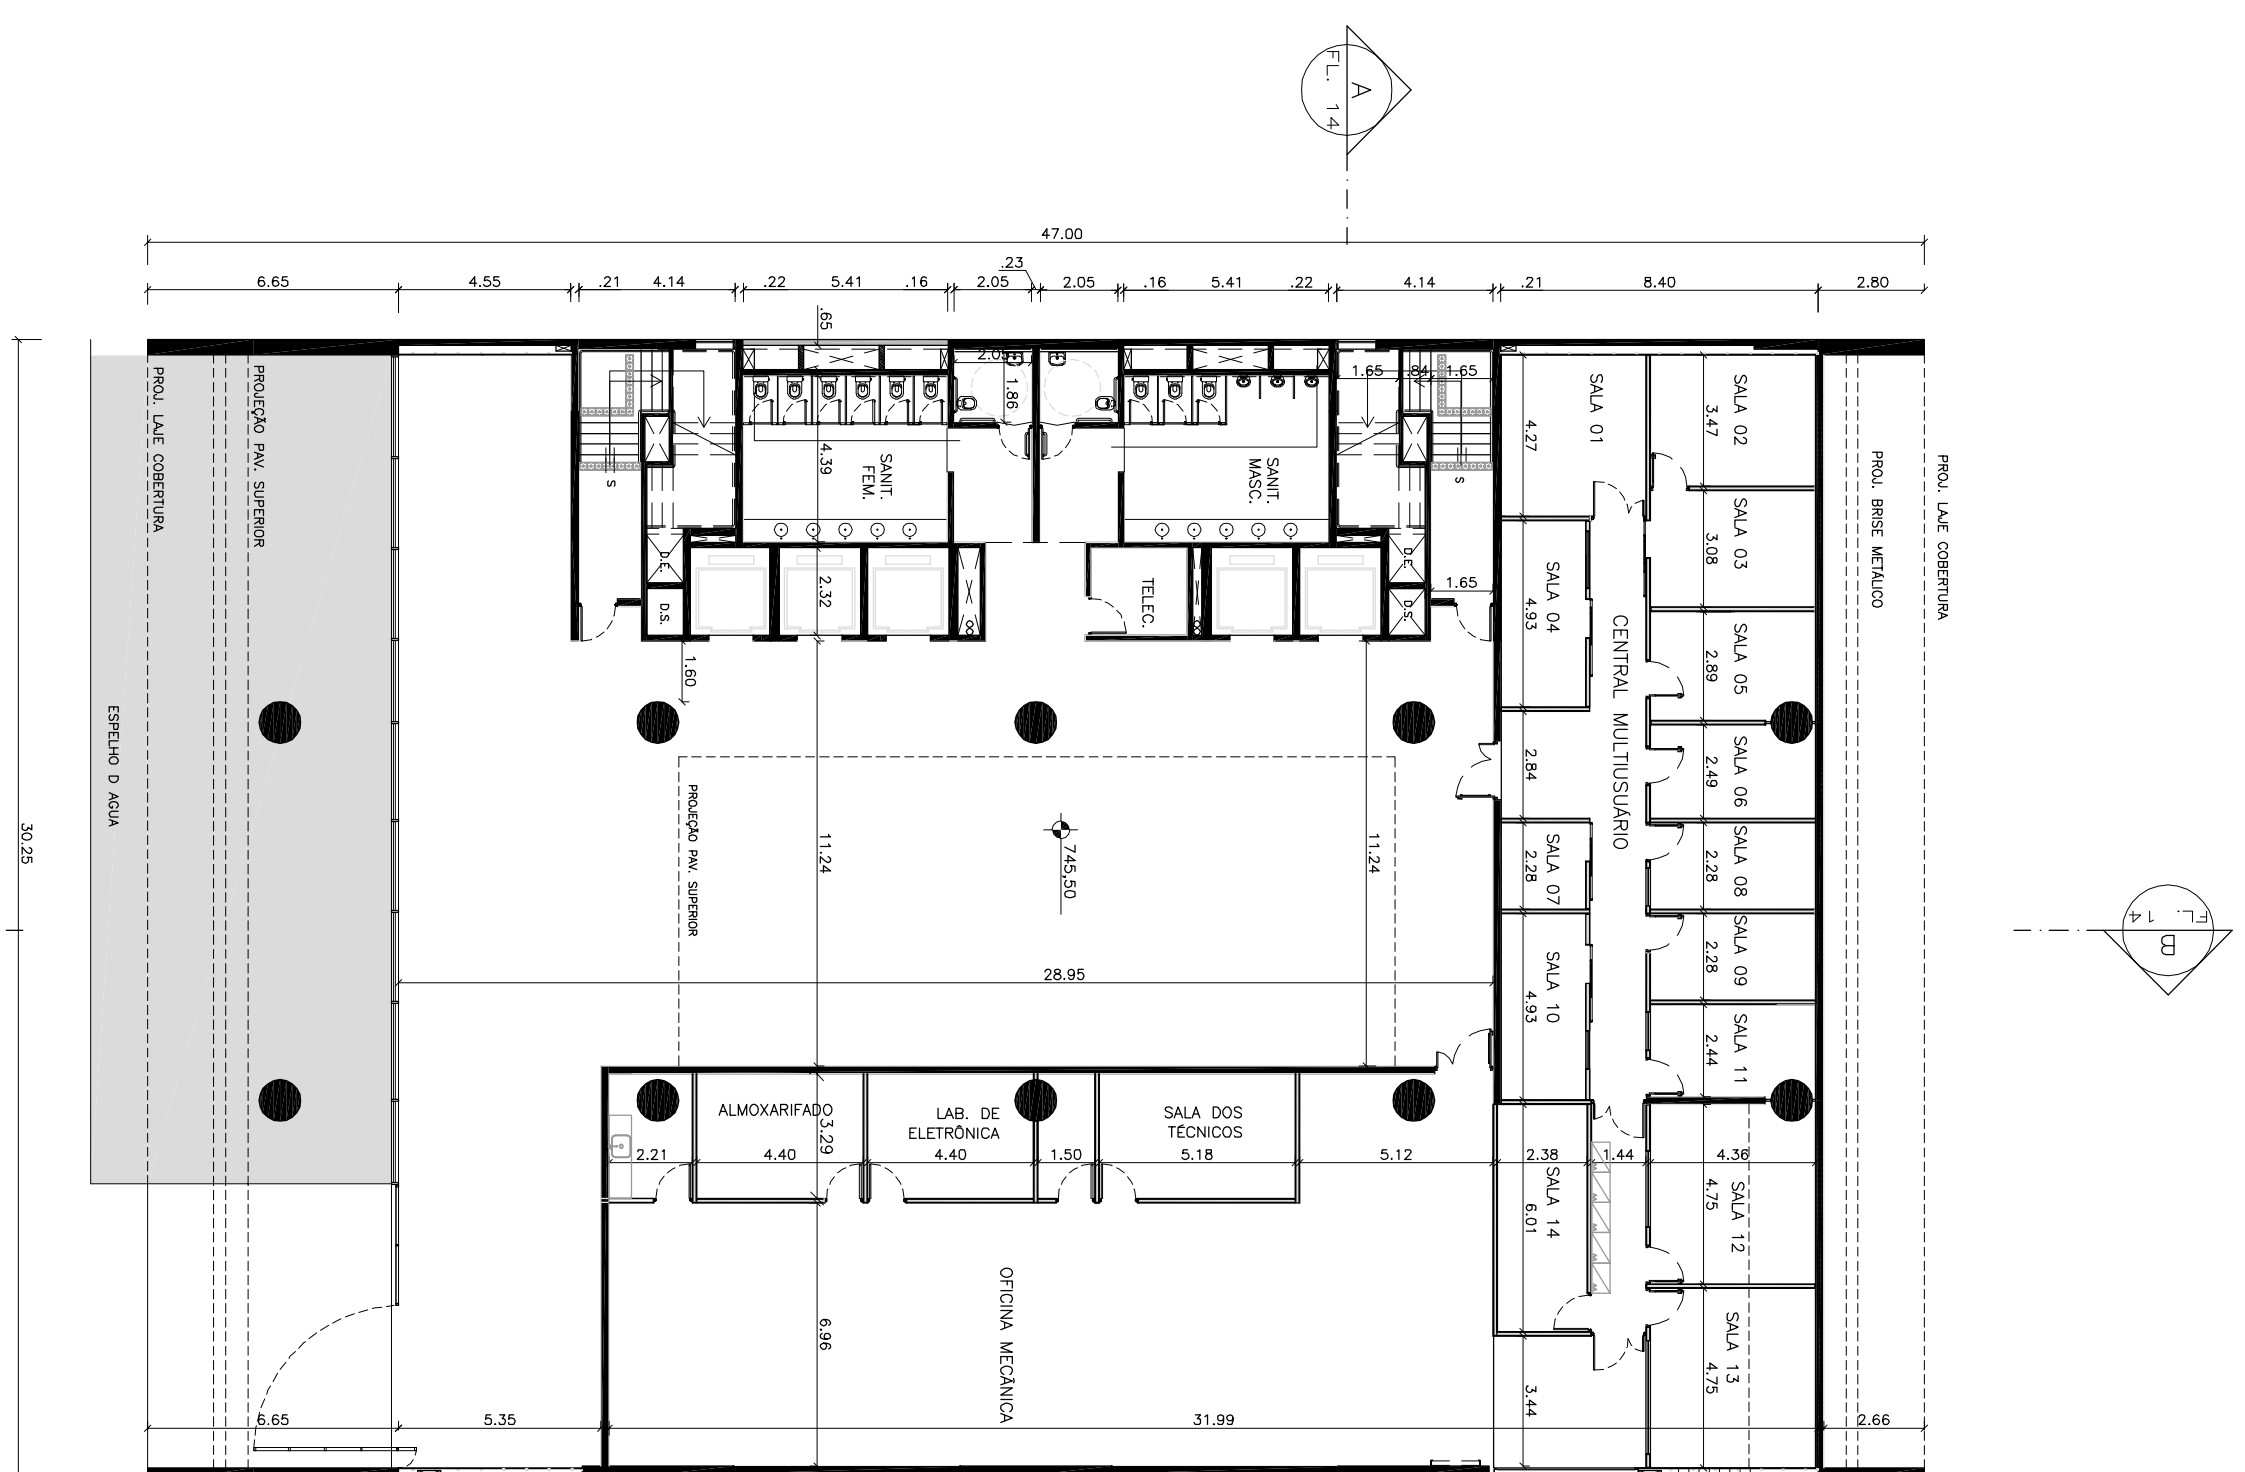 A
FL. 14
47.00
6.65
4.55
.21
4.14
.22
5.41
.16
2.05
.23
2.05
.16
5.41
.22
4.14
.21
8.40
2.80
.65
2.05
1.86
1.65
.84
1.65
PROJ. LAJE COBERTURA
PROJEÇÃO PAV. SUPERIOR
S
4.39
SANIT.
FEM.
SANIT.
MASC.
S
SALA 01
4.27
SALA 02
3.47
PROJ. BRISE METÁLICO
PROJ. LAJE COBERTURA
D.E.
D.S.
2.32
TELEC.
D.E.
D.S.
1.65
SALA 04
4.93
SALA 03
3.08
CENTRAL MULTIUSUÁRIO
SALA 05
2.89
1.60
ESPELHO D AGUA
30.25
PROJEÇÃO PAV. SUPERIOR
11.24
745,50
11.24
2.84
SALA 06
2.49
SALA 07
2.28
SALA 08
2.28
SALA 09
2.28
SALA 10
4.93
SALA 11
2.44
B
FL. 14
28.95
ALMOXARIFADO
3.29
LAB. DE
ELETRÔNICA
SALA DOS
TÉCNICOS
2.21
4.40
4.40
1.50
5.18
5.12
2.38
1.44
4.36
SALA 14
6.01
SALA 12
4.75
OFICINA MECÂNICA
6.96
SALA 13
4.75
3.44
6.65
5.35
31.99
2.66